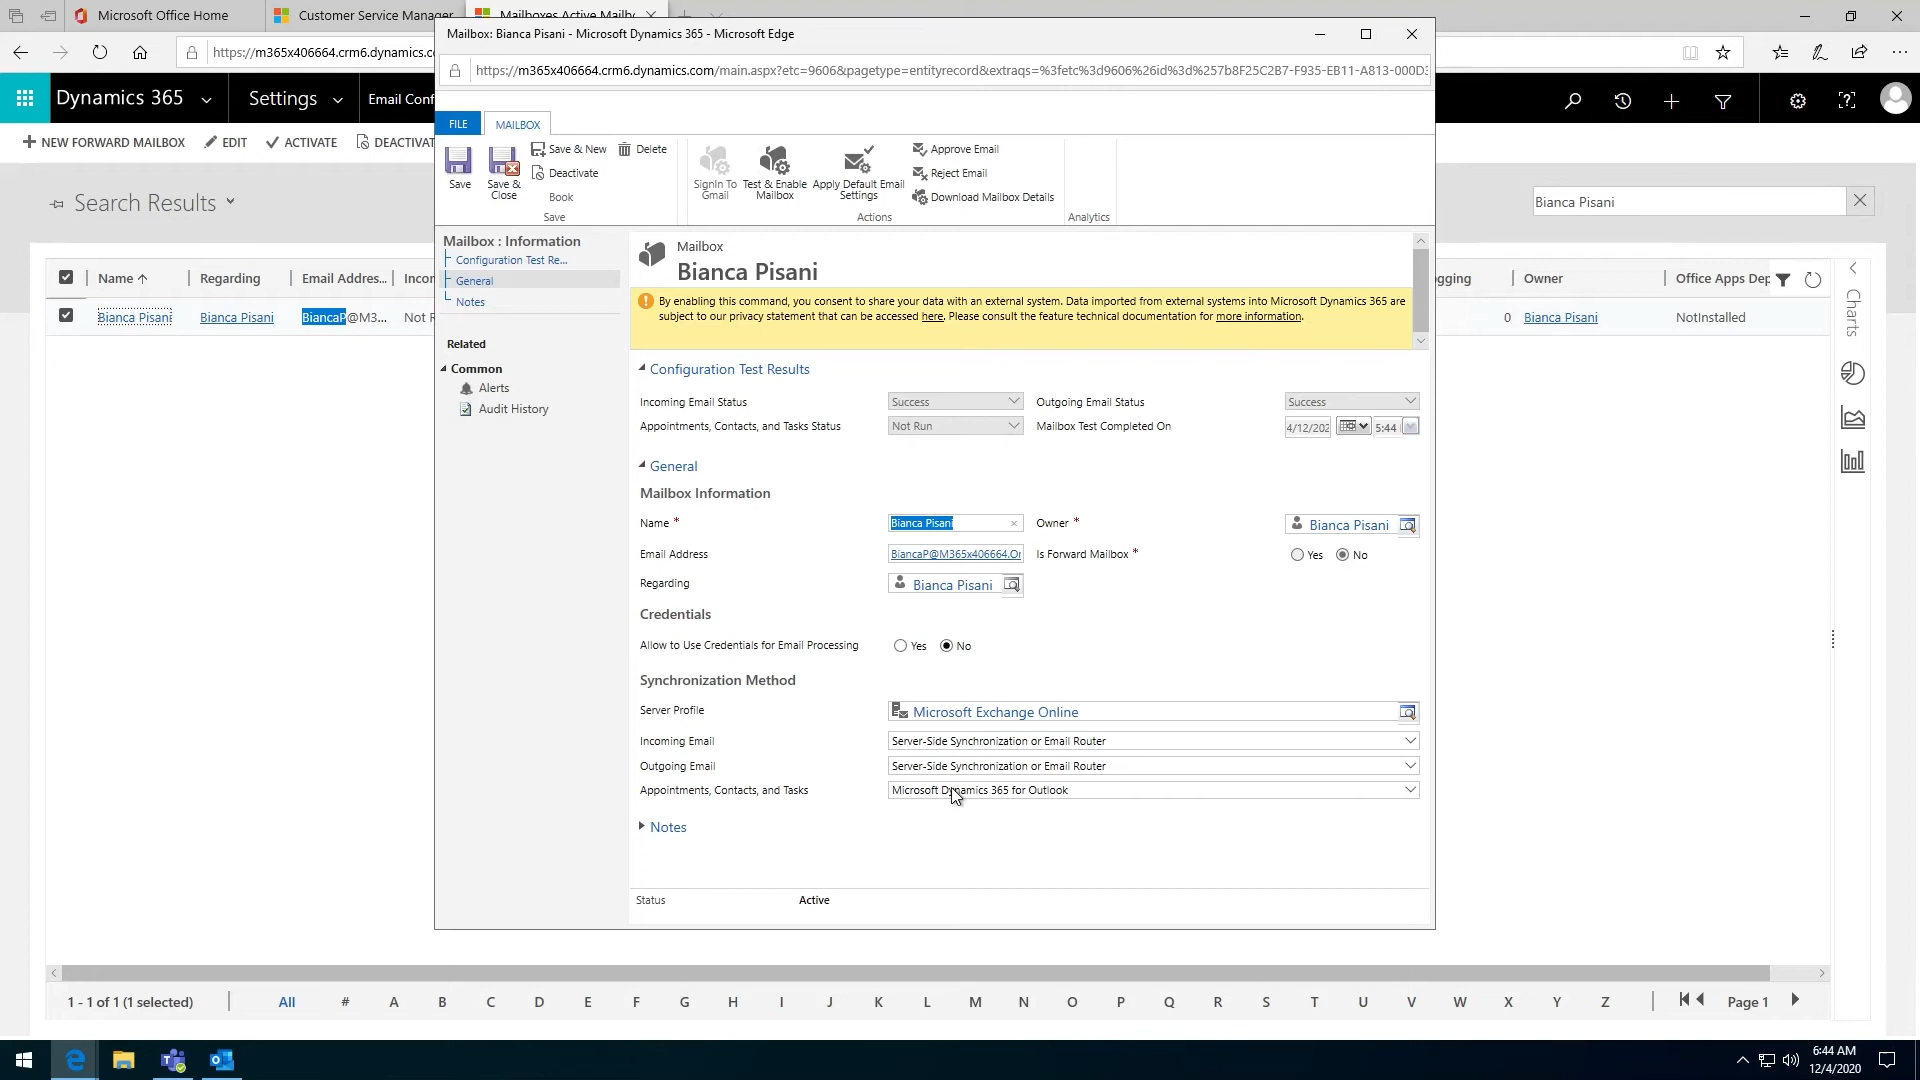 Microsoft Office Home
Customer Service Manager
Mailboxes Active Mailb
https://m365x406664.crm6.dynamics.c
Mailbox: Bianca Pisani - Microsoft Dynamics 365 - Microsoft Edge
https://m365x406664.crm6.dynamics.com/main.aspx?etc=9606&pagetype=entityrecord&extraqs=%3fetc%3d9606%26id%3d%257b8F25C2B7-F935-EB11-A813-000D3
Dynamics 365
Settings
Email Conf
NEW FORWARD MAILBOX
EDIT
ACTIVATE
DEACTIVAT
FILE
MAILBOX
Save
Save & Close
Save & New
Delete
Deactivate
Book
Save
SignIn To Gmail
Test & Enable Mailbox
Apply Default Email Settings
Approve Email
Reject Email
Download Mailbox Details
Actions
Analytics
Search Results
Bianca Pisani
Name
Regarding
Email Addres...
Incor
gging
Owner
Office Apps Dep
Bianca Pisani
Bianca Pisani
BiancaP@M3...
Not R
0
Bianca Pisani
NotInstalled
Charts
Mailbox : Information
Configuration Test Re...
General
Notes
Related
Common
Alerts
Audit History
Mailbox
Bianca Pisani
By enabling this command, you consent to share your data with an external system. Data imported from external systems into Microsoft Dynamics 365 are
subject to our privacy statement that can be accessed here. Please consult the feature technical documentation for more information.
Configuration Test Results
Incoming Email Status
Success
Outgoing Email Status
Success
Appointments, Contacts, and Tasks Status
Not Run
Mailbox Test Completed On
4/12/202
5:44
General
Mailbox Information
Name *
Bianca Pisani
Owner *
Bianca Pisani
Email Address
BiancaP@M365x406664.Or
Is Forward Mailbox *
Yes
No
Regarding
Bianca Pisani
Credentials
Allow to Use Credentials for Email Processing
Yes
No
Synchronization Method
Server Profile
Microsoft Exchange Online
Incoming Email
Server-Side Synchronization or Email Router
Outgoing Email
Server-Side Synchronization or Email Router
Appointments, Contacts, and Tasks
Microsoft Dynamics 365 for Outlook
Notes
Status
Active
1 - 1 of 1 (1 selected)
All # A B C D E F G H I J K L M N O P Q R S T U V W X Y Z
Page 1
6:44 AM
12/4/2020